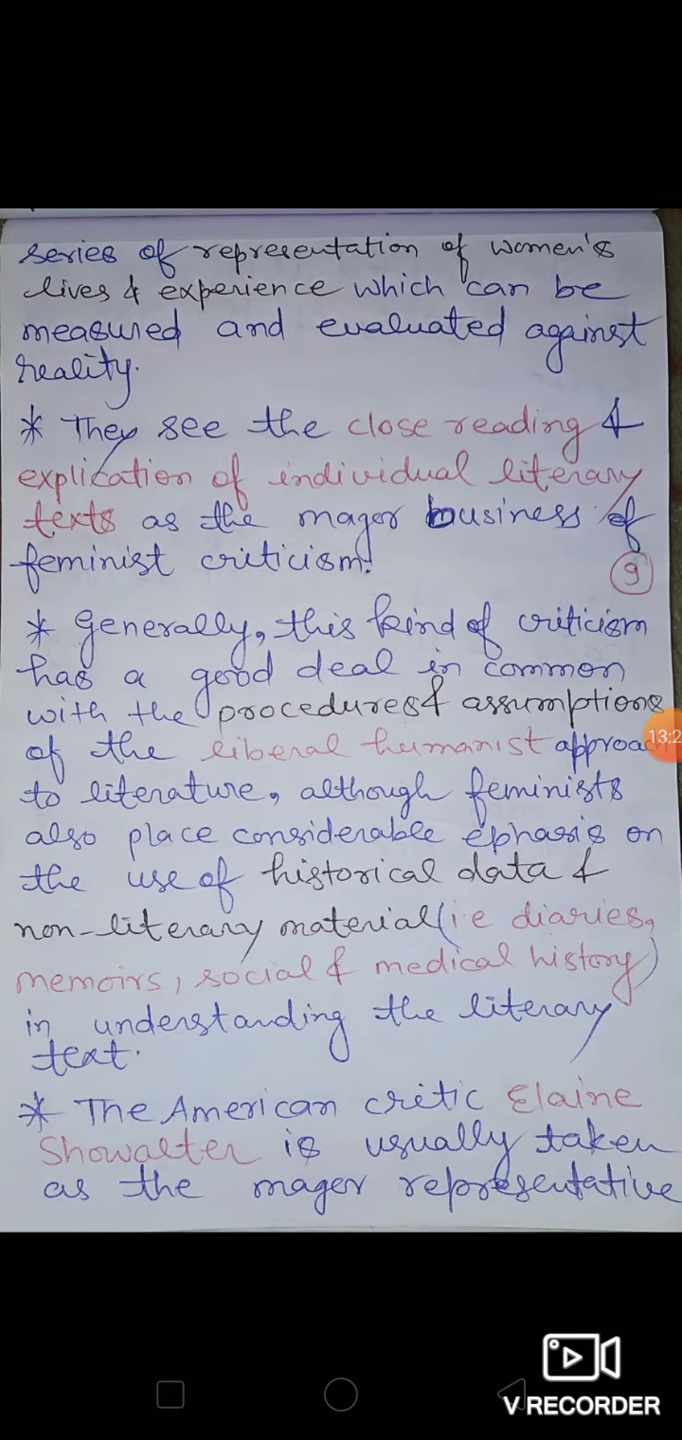 series of representation of women's
lives & experience which can be
measured and evaluated against
reality.
* They see the close reading &
explication of individual literary
texts as the mager business of
feminist criticism.
9
* Generally, this kind of criticism
has a good deal in common
with the procedures & assumptions
of the liberal humanist approach
13:2
to literature, although feminists
also place considerable ephasis on
the use of historical data &
non-literary material (i.e diaries,
memoirs, social & medical history)
in understanding the literary
text.
* The American critic Elaine
Showalter is usually taken
as the mager representative
V RECORDER